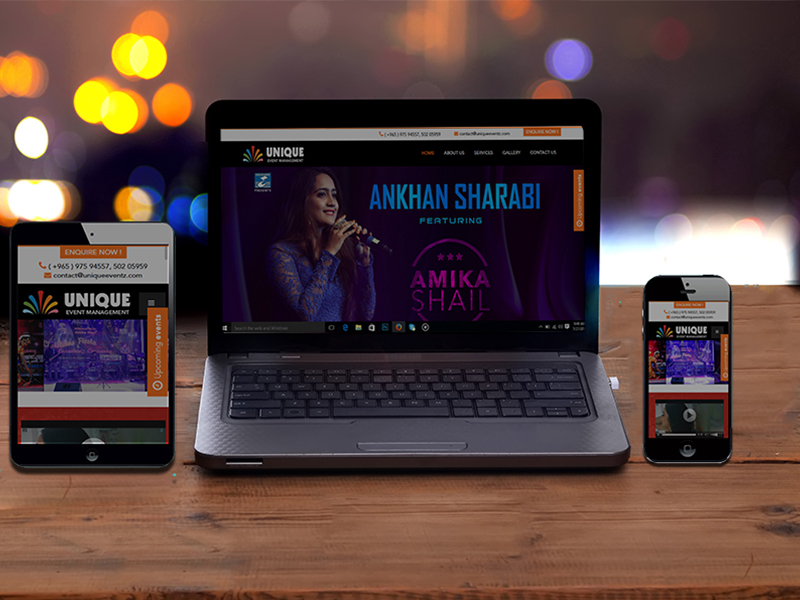 ENQUIRE NOW !
( +965 ) 975 94557, 502 05959
contact@uniqueeventz.com
UNIQUE
EVENT MANAGEMENT
Upcoming events
( +965 ) 975 94557, 502 05959
contact@uniqueeventz.com
ENQUIRE NOW !
UNIQUE
EVENT MANAGEMENT
HOME
ABOUT US
SERVICES
GALLERY
CONTACT US
ANKHAN SHARABI
FEATURING
AMIKA
SHAIL
Upcoming events
Search the web and Windows
ENQUIRE NOW !
( +965 ) 975 94557, 502 05959
contact@uniqueeventz.com
UNIQUE
EVENT MANAGEMENT
Upcoming events